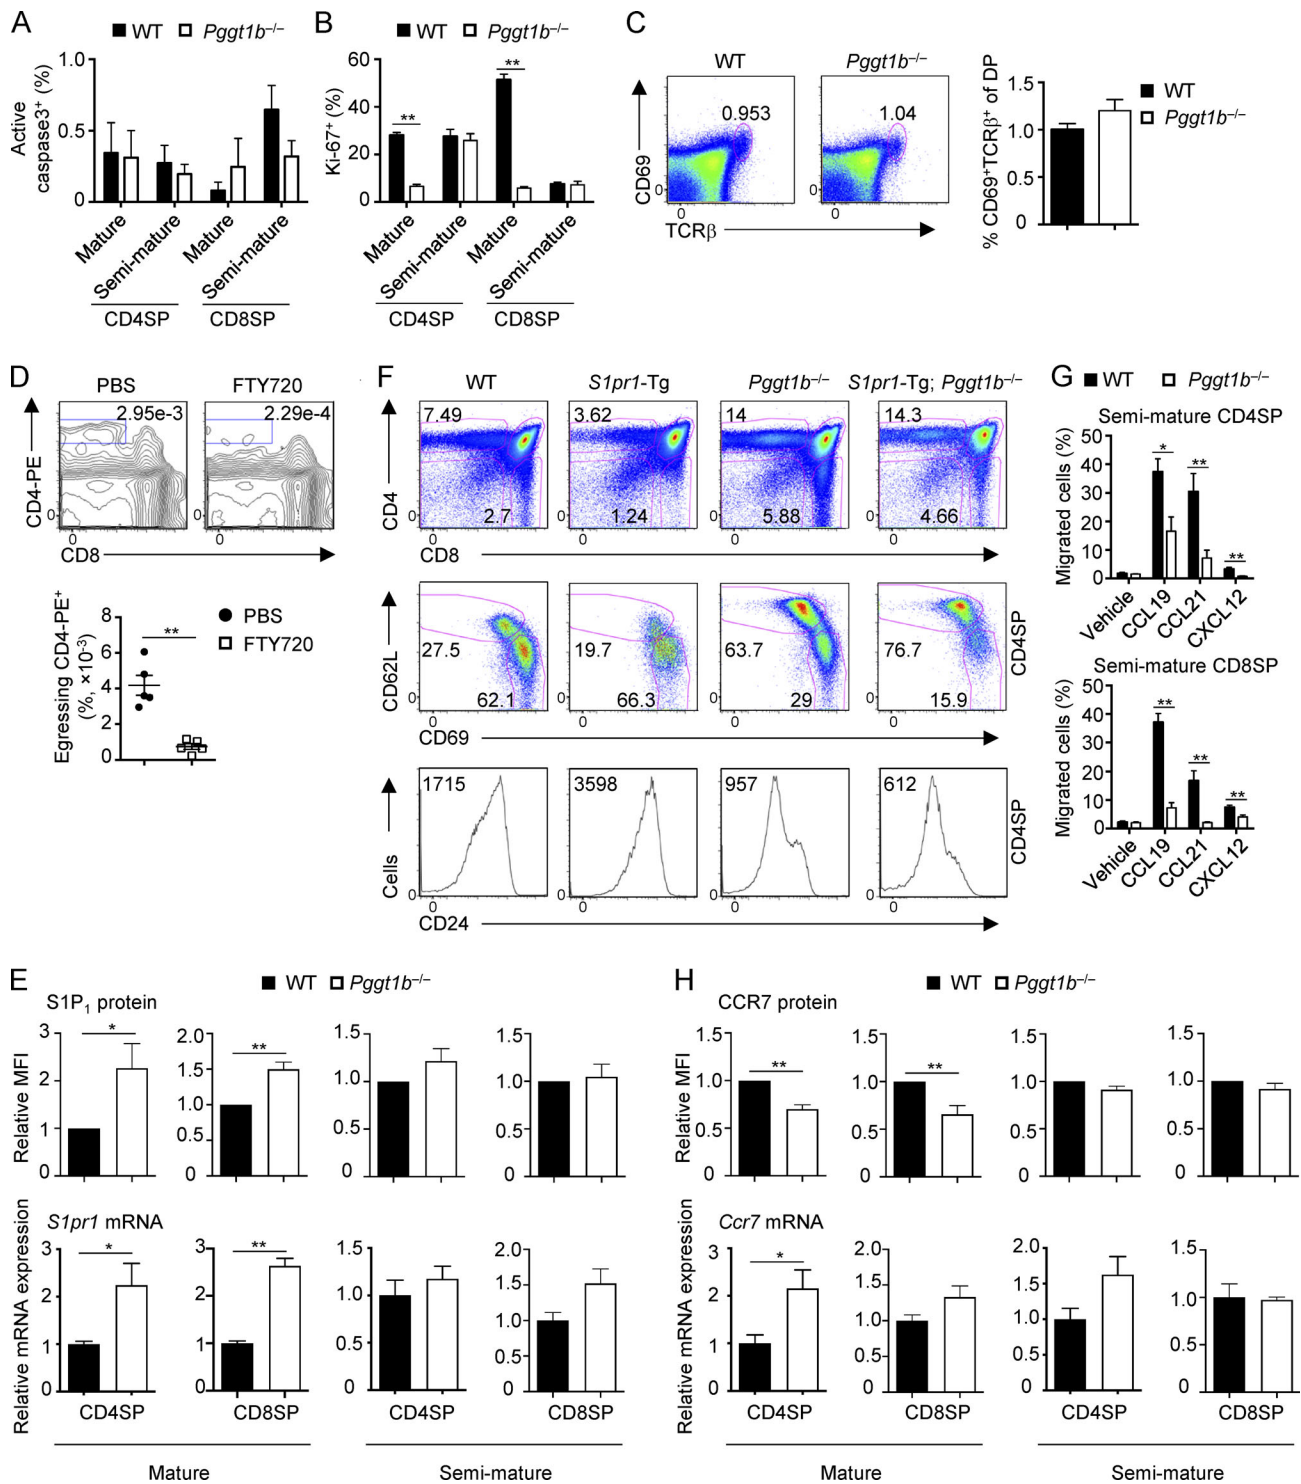 A
WT Pggt1b–/–
Active
caspase3+ (%)
1.0
0.5
0
Mature
Semi-mature
Mature
Semi-mature
CD4SP
CD8SP
B
WT Pggt1b–/–
Ki-67+ (%)
60
40
20
0
**
**
Mature
Semi-mature
Mature
Semi-mature
CD4SP
CD8SP
C
WT
Pggt1b–/–
0.953
1.04
CD69
0
0
0
0
TCRβ
% CD69+TCRβ+ of DP
1.5
1.0
0.5
0
WT
Pggt1b–/–
D
PBS
FTY720
2.95e-3
2.29e-4
CD4-PE
0
0
0
0
CD8
Egressing CD4-PE+
(%, ×10-3)
8
6
4
2
0
**
PBS
FTY720
F
WT
S1pr1-Tg
Pggt1b–/–
S1pr1-Tg; Pggt1b–/–
7.49
3.62
14
14.3
2.7
1.24
5.88
4.66
CD4
0
0
0
0
0
0
0
0
CD8
27.5
19.7
63.7
76.7
62.1
66.3
29
15.9
CD62L
0
0
0
0
0
0
0
0
CD69
CD4SP
1715
3598
957
612
Cells
0
0
0
0
0
0
0
0
CD24
CD4SP
G
WT Pggt1b–/–
Semi-mature CD4SP
Migrated cells (%)
50
40
30
20
10
0
*
**
**
Vehicle
CCL19
CCL21
CXCL12
Semi-mature CD8SP
Migrated cells (%)
50
40
30
20
10
0
**
**
**
Vehicle
CCL19
CCL21
CXCL12
E
WT Pggt1b–/–
S1P1 protein
Relative MFI
3
2
1
0
*
2.0
1.5
1.0
0.5
0
**
1.5
1.0
0.5
0
1.5
1.0
0.5
0
S1pr1 mRNA
Relative mRNA expression
3
2
1
0
*
3
2
1
0
**
1.5
1.0
0.5
0
2.0
1.5
1.0
0.5
0
CD4SP
CD8SP
CD4SP
CD8SP
Mature
Semi-mature
H
WT Pggt1b–/–
CCR7 protein
Relative MFI
1.5
1.0
0.5
0
**
1.5
1.0
0.5
0
**
1.5
1.0
0.5
0
1.5
1.0
0.5
0
Ccr7 mRNA
Relative mRNA expression
3
2
1
0
*
2.0
1.5
1.0
0.5
0
2.0
1.5
1.0
0.5
0
1.5
1.0
0.5
0
CD4SP
CD8SP
CD4SP
CD8SP
Mature
Semi-mature